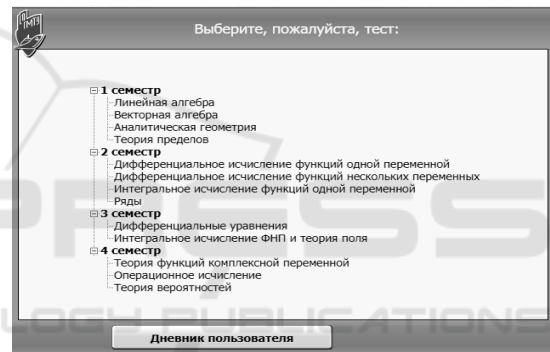 Выберите, пожалуйста, тест:
1 семестр
Линейная алгебра
Векторная алгебра
Аналитическая геометрия
Теория пределов
2 семестр
Дифференциальное исчисление функций одной переменной
Дифференциальное исчисление функций нескольких переменных
Интегральное исчисление функций одной переменной
Ряды
3 семестр
Дифференциальные уравнения
Интегральное исчисление ФНП и теория поля
4 семестр
Теория функций комплексной переменной
Операционное исчисление
Теория вероятностей
Дневник пользователя